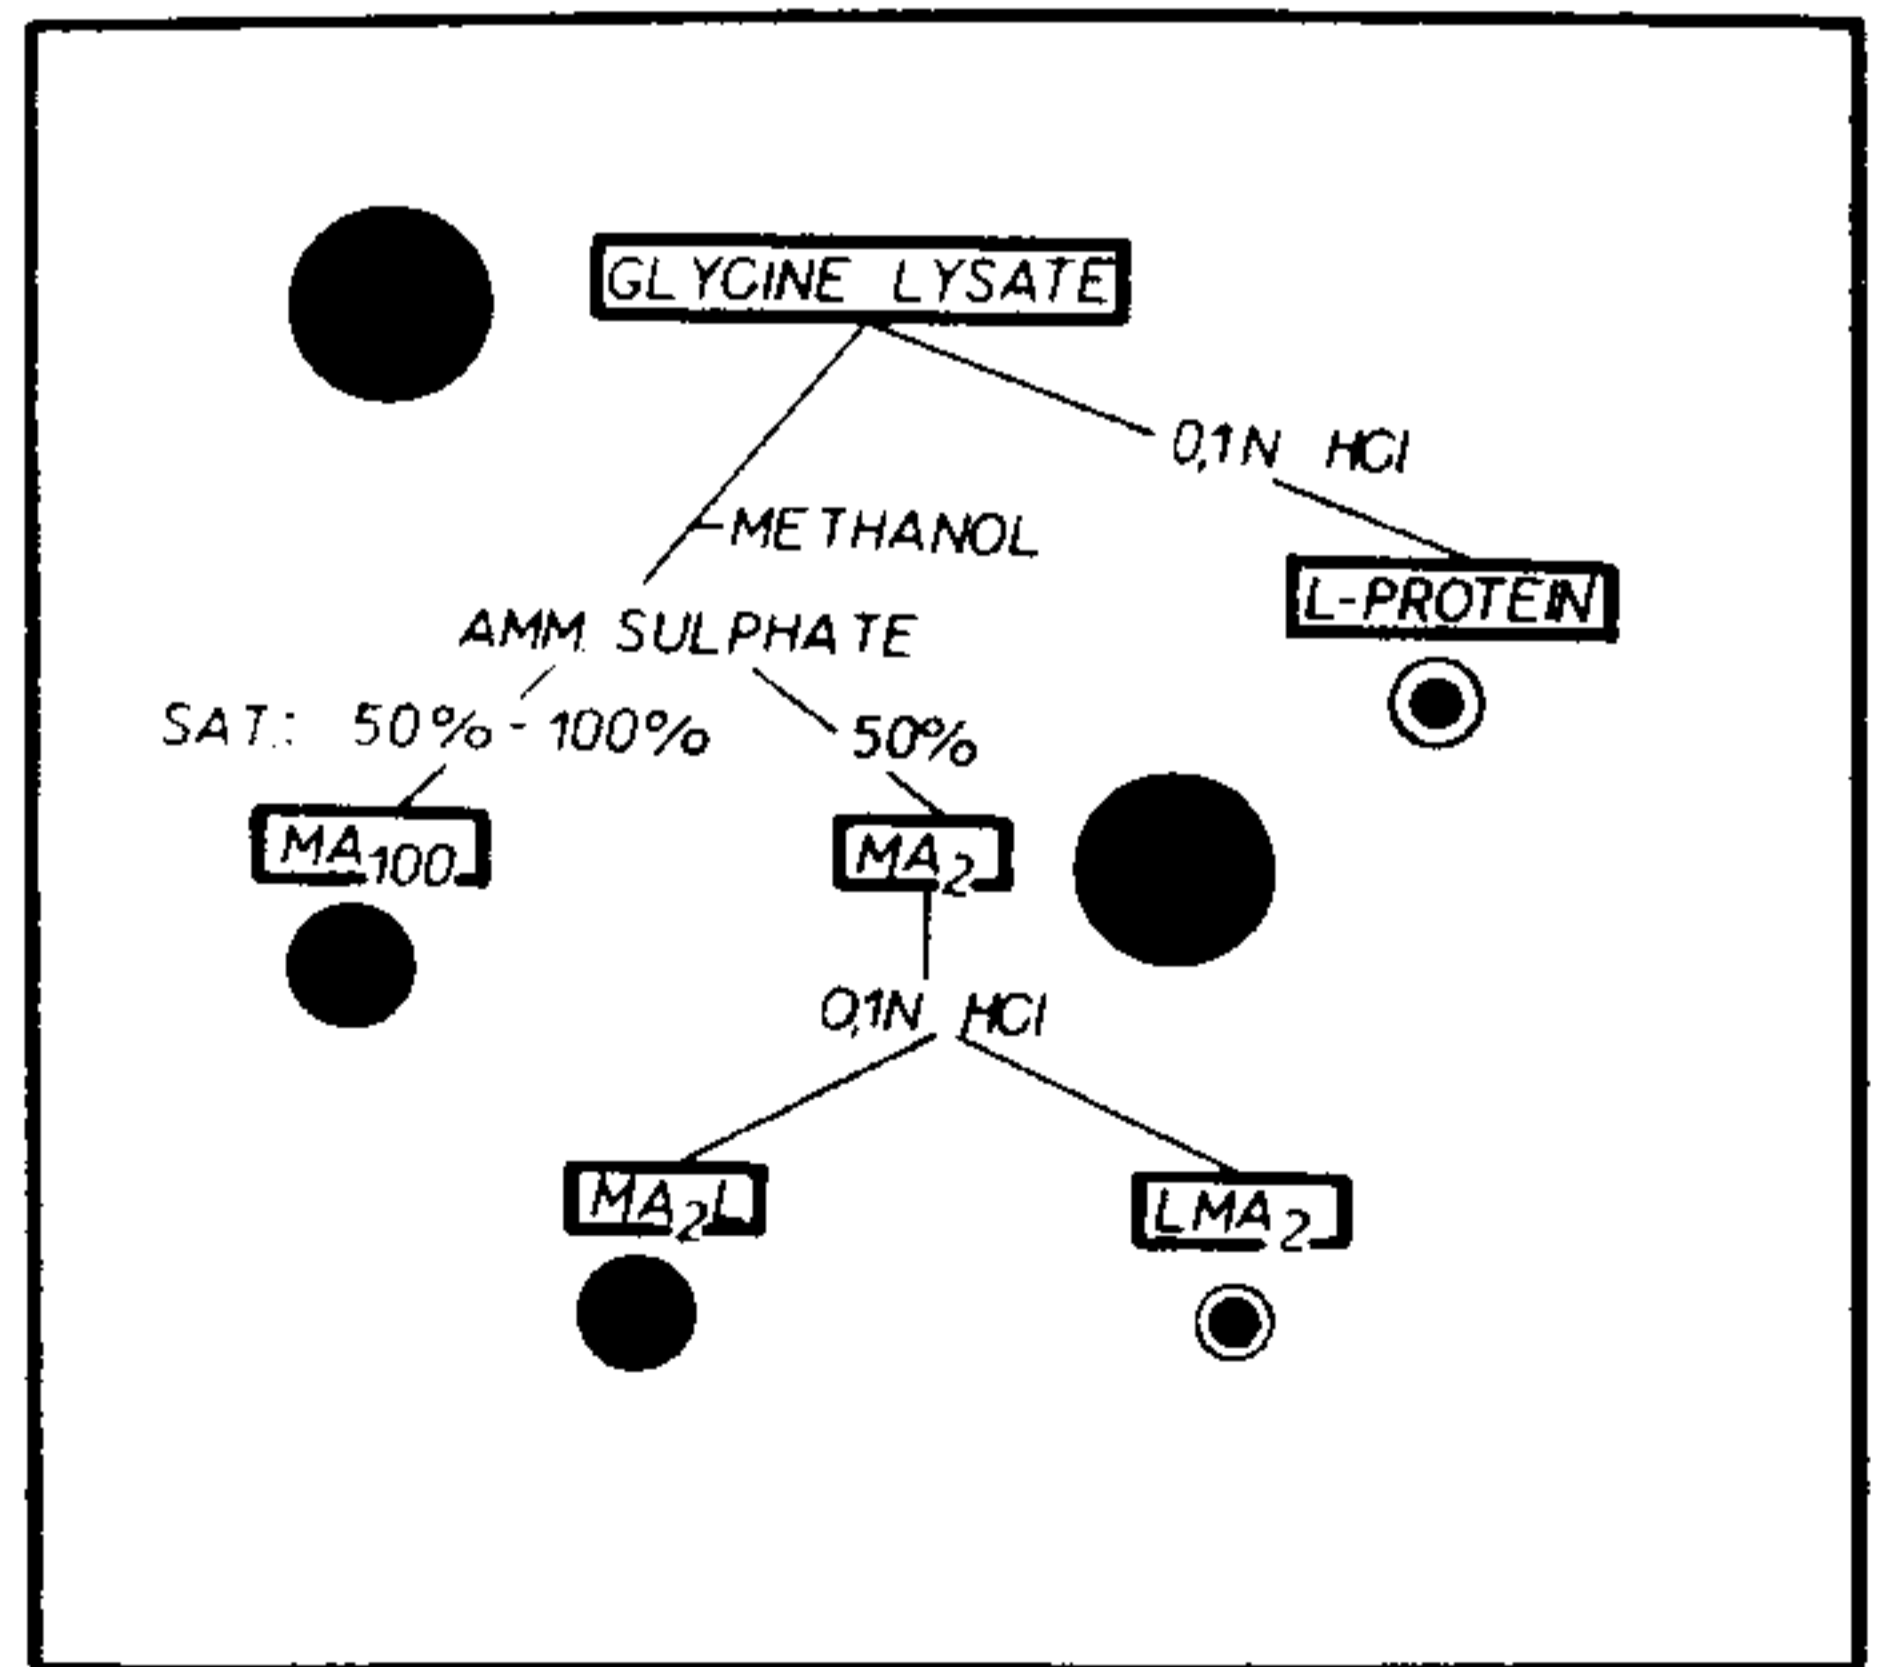 GLYCINE LYSATE
0,1N HCl
METHANOL
L-PROTEIN
AMM. SULPHATE
SAT.: 50% - 100%
50%
MA100
MA2
0,1N HCl
MA2L
LMA2